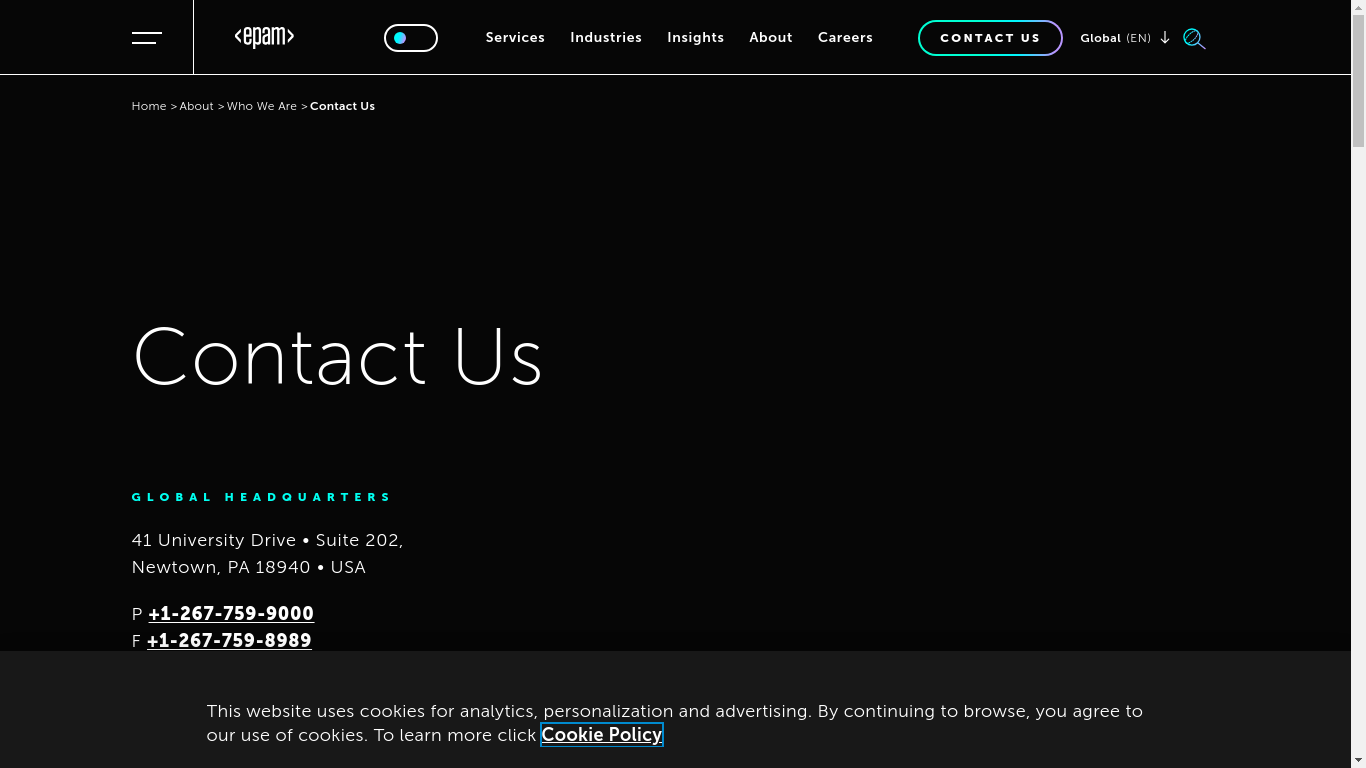 <epam>
Services Industries Insights About Careers
CONTACT US
Global (EN)
Home > About > Who We Are > Contact Us
Contact Us
GLOBAL HEADQUARTERS
41 University Drive • Suite 202,
Newtown, PA 18940 • USA
P +1-267-759-9000
F +1-267-759-8989
This website uses cookies for analytics, personalization and advertising. By continuing to browse, you agree to
our use of cookies. To learn more click Cookie Policy